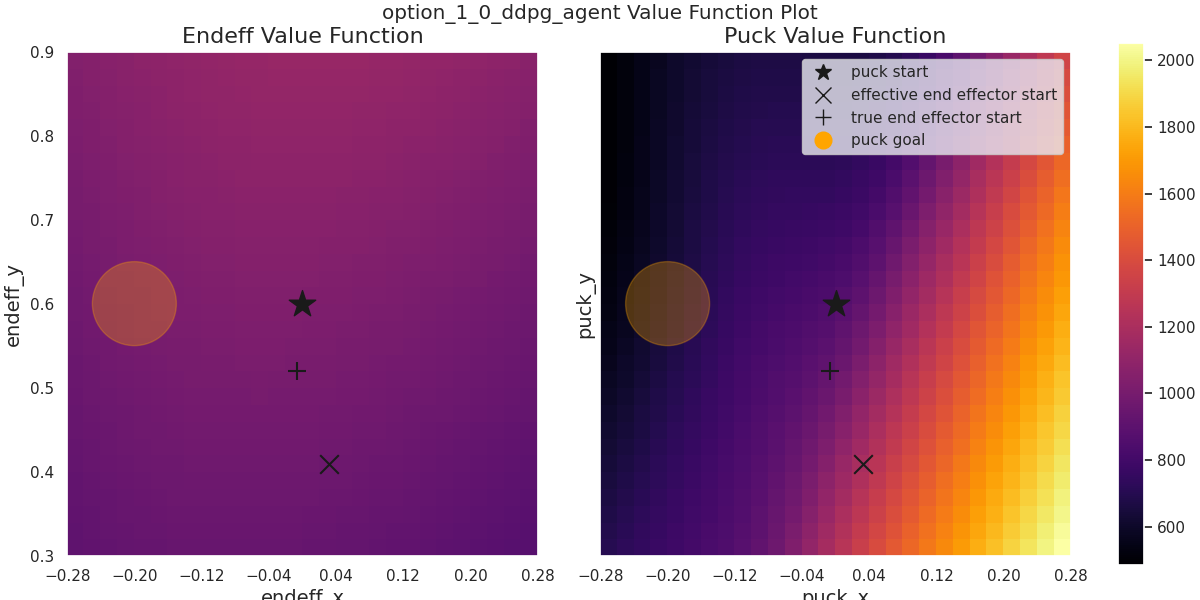 option_1_0_ddpg_agent Value Function Plot
Endeff Value Function
Puck Value Function
endeff_y
0.9
0.8
0.7
0.6
0.5
0.4
0.3
−0.28 −0.20 −0.12 −0.04 0.04 0.12 0.20 0.28
endeff_x
puck start
effective end effector start
true end effector start
puck goal
puck_y
−0.28 −0.20 −0.12 −0.04 0.04 0.12 0.20 0.28
puck_x
2000
1800
1600
1400
1200
1000
800
600